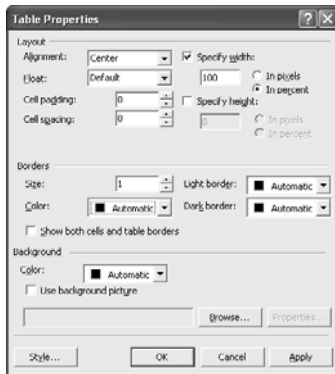 Table Properties
Layout
Alignment: Center Specify width:
Float: Default 100 In pixels
In percent
Cell padding: 0 Specify height:
Cell spacing: 0 0 In pixels
In percent
Borders
Size: 1 Light border: Automatic
Color: Automatic Dark border: Automatic
Show both cells and table borders
Background
Color: Automatic
Use background picture
Browse... Properties...
Style... OK Cancel Apply